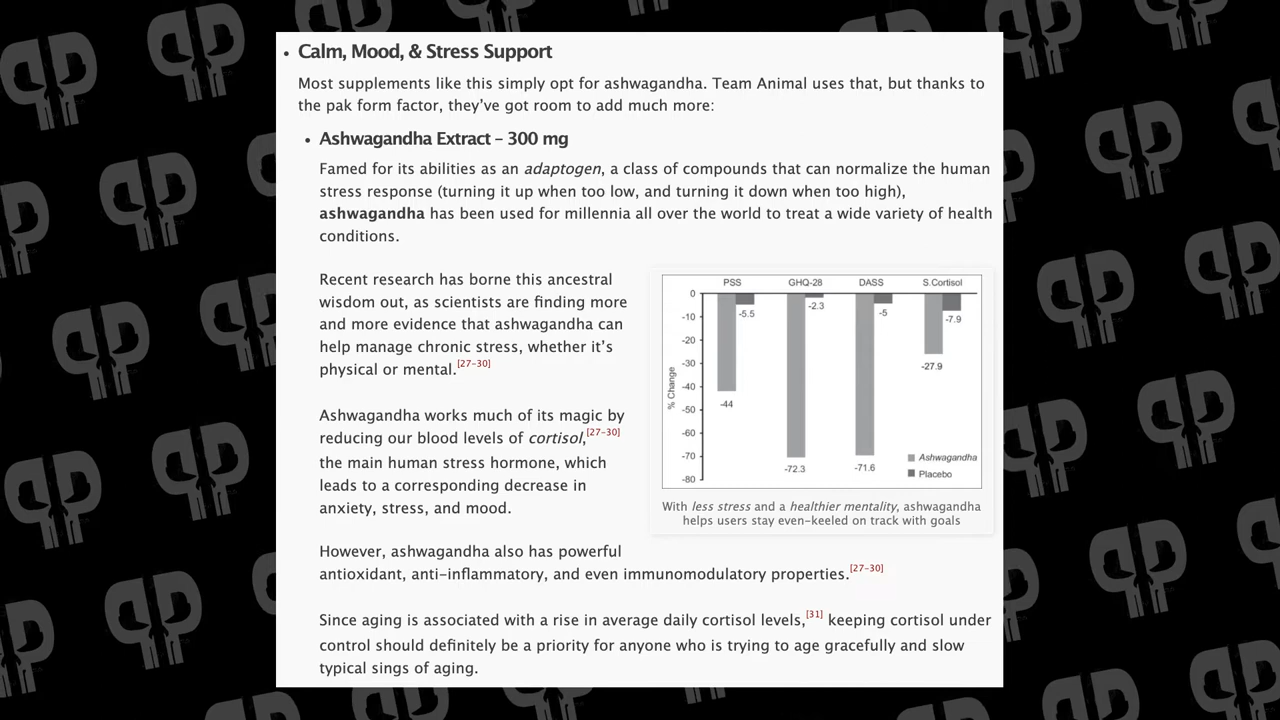 Calm, Mood, & Stress Support
Most supplements like this simply opt for ashwagandha. Team Animal uses that, but thanks to
the pak form factor, they've got room to add much more:
Ashwagandha Extract – 300 mg
Famed for its abilities as an adaptogen, a class of compounds that can normalize the human
stress response (turning it up when too low, and turning it down when too high),
ashwagandha has been used for millennia all over the world to treat a wide variety of health
conditions.
Recent research has borne this ancestral
wisdom out, as scientists are finding more
and more evidence that ashwagandha can
help manage chronic stress, whether it's
physical or mental.[27-30]
Ashwagandha works much of its magic by
reducing our blood levels of cortisol,[27-30]
the main human stress hormone, which
leads to a corresponding decrease in
anxiety, stress, and mood.
PSS GHQ-28 DASS S.Cortisol
% Change
0
-10
-20
-30
-40
-50
-60
-70
-80
-44
-5.5
-72.3
-2.3
-71.6
-5
-27.9
-7.9
Ashwagandha
Placebo
With less stress and a healthier mentality, ashwagandha
helps users stay even-keeled on track with goals
However, ashwagandha also has powerful
antioxidant, anti-inflammatory, and even immunomodulatory properties.[27-30]
Since aging is associated with a rise in average daily cortisol levels,[31] keeping cortisol under
control should definitely be a priority for anyone who is trying to age gracefully and slow
typical sings of aging.